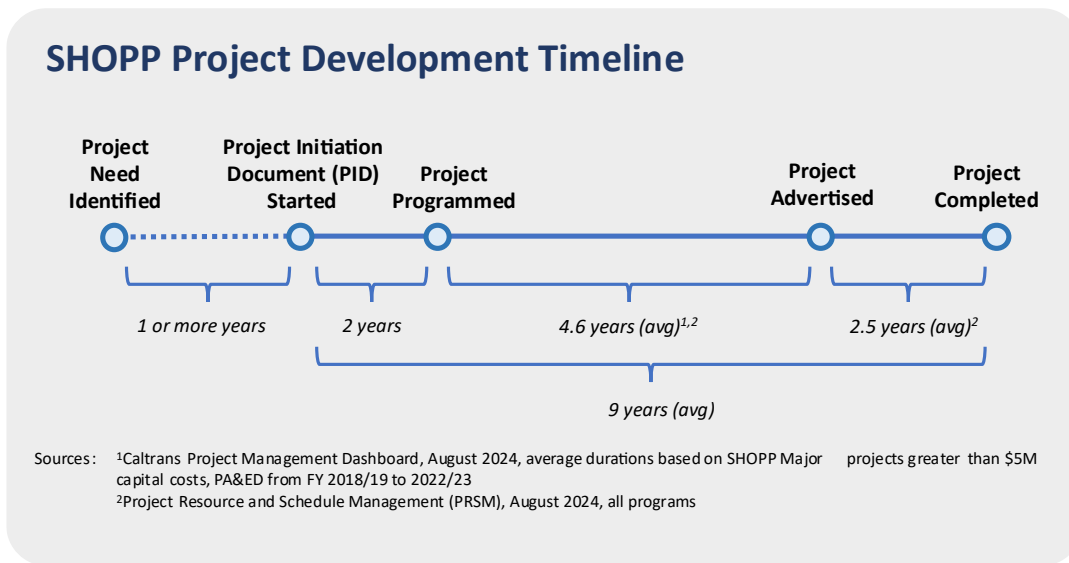 SHOPP Project Development Timeline
Project
Need
Identified
Project Initiation
Document (PID)
Started
Project
Programmed
Project
Advertised
Project
Completed
1 or more years
2 years
4.6 years (avg)1,2
2.5 years (avg)2
9 years (avg)
Sources: 1Caltrans Project Management Dashboard, August 2024, average durations based on SHOPP Major projects greater than $5M
capital costs, PA&ED from FY 2018/19 to 2022/23
2Project Resource and Schedule Management (PRSM), August 2024, all programs